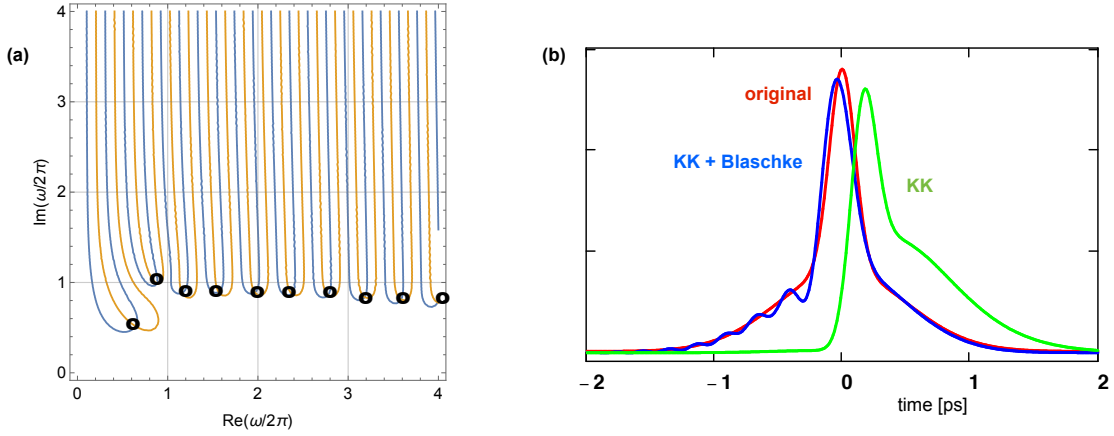 (a)
Im(ω/2π)
4
3
2
1
0
0 1 2 3 4
Re(ω/2π)
(b)
original
KK + Blaschke
KK
−2 −1 0 1 2
time [ps]